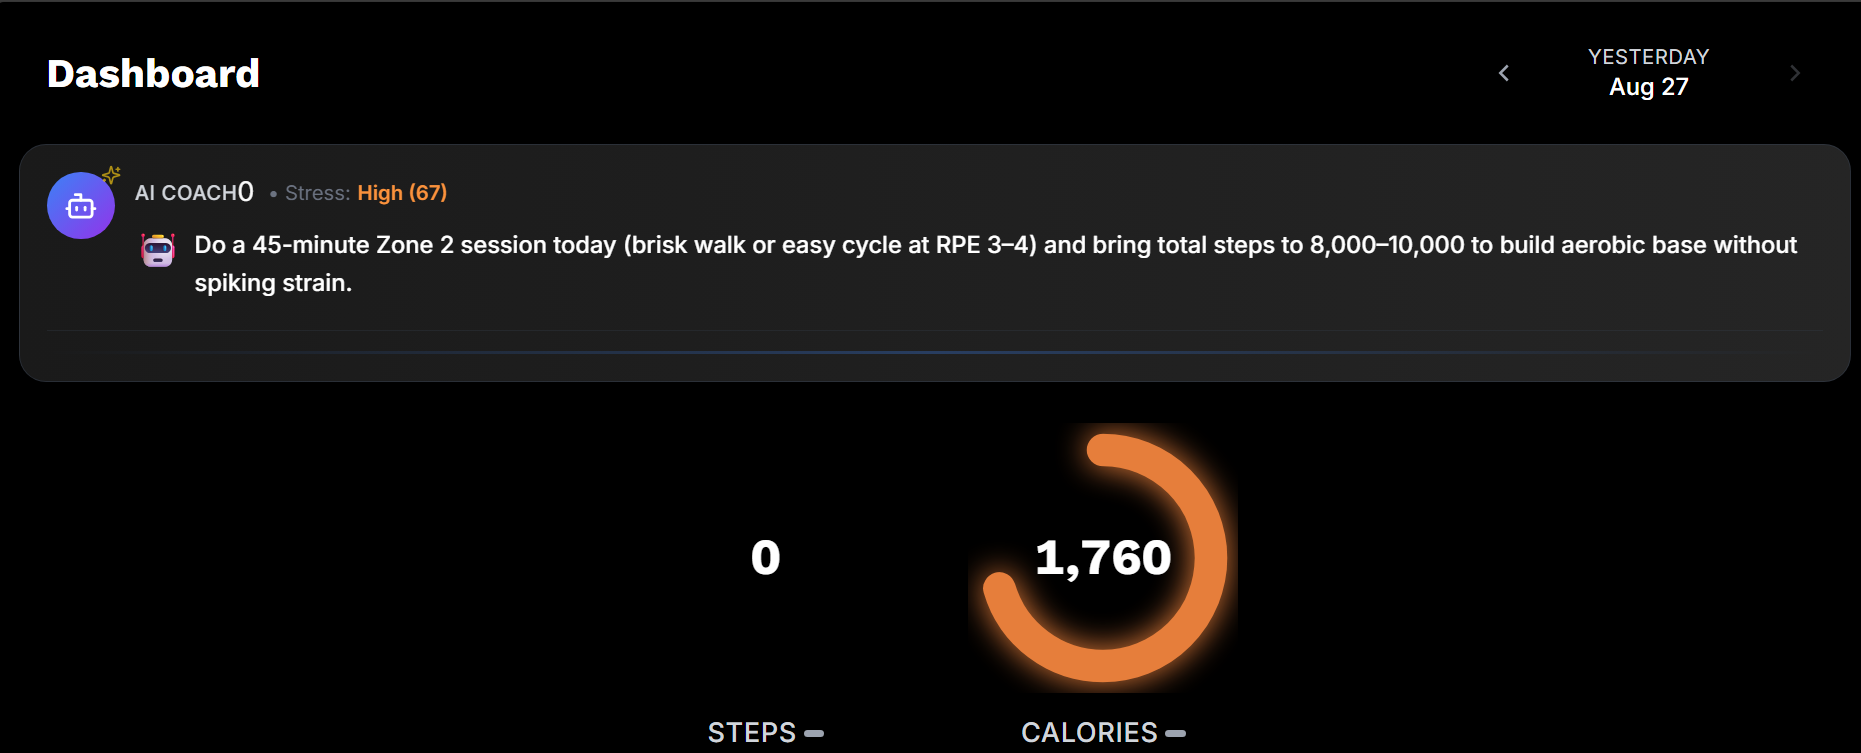 Dashboard
YESTERDAY
Aug 27
AI COACH0 • Stress: High (67)
Do a 45-minute Zone 2 session today (brisk walk or easy cycle at RPE 3–4) and bring total steps to 8,000–10,000 to build aerobic base without
spiking strain.
0
1,760
STEPS
CALORIES